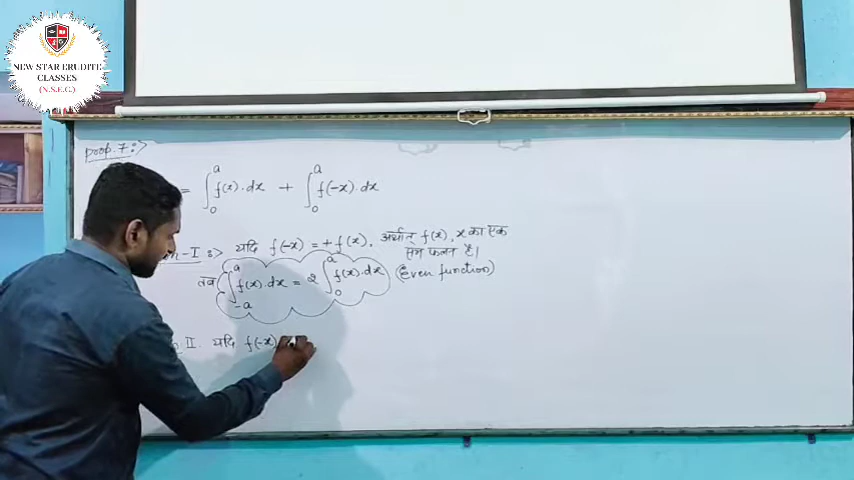 NEW STAR ERUDITE
CLASSES
(N.S.E.C.)
prop. 7:→
= ∫₀ᵃ f(x)·dx + ∫₀ᵃ f(-x)·dx
-I:> यदि f(-x) = + f(x). अर्थात f(x), x का एक
सम फलन है।
तब ∫₋ₐᵃ f(x)·dx = 2 ∫₀ᵃ f(x)·dx (Even function)
II. यदि f(-x)